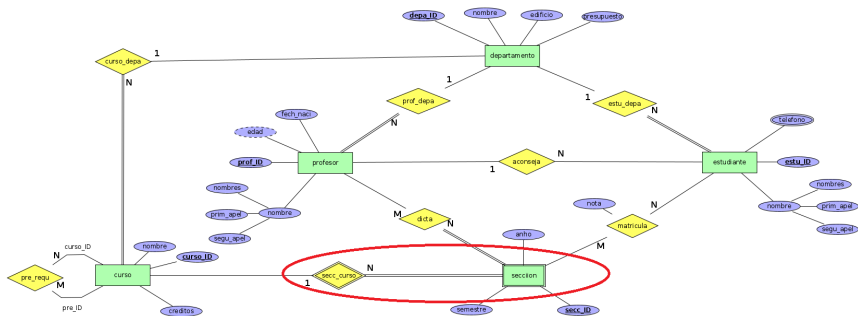 depa_ID
nombre
edificio
presupuesto
departamento
curso_depa
1
N
prof_depa
1
N
estu_depa
1
N
fech_naci
edad
prof_ID
profesor
nombres
prim_apel
segu_apel
nombre
aconseja
1
N
telefono
estudiante
estu_ID
nombre
nombres
prim_apel
segu_apel
dicta
M
N
nota
matricula
N
M
anho
curso_ID
N
M
pre_requ
pre_ID
nombre
curso_ID
curso
creditos
secc_curso
1
N
secciion
semestre
secc_ID